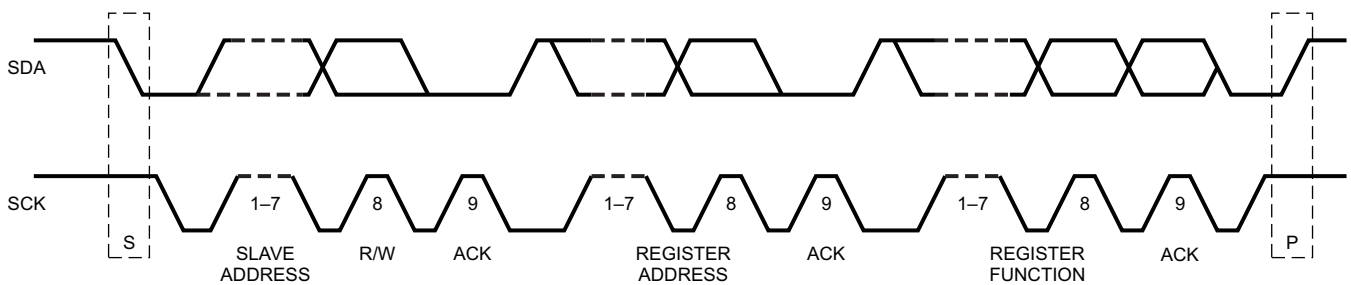 SDA
SCK
1–7
8
9
1–7
8
9
1–7
8
9
S
P
SLAVE
ADDRESS
R/W
ACK
REGISTER
ADDRESS
ACK
REGISTER
FUNCTION
ACK